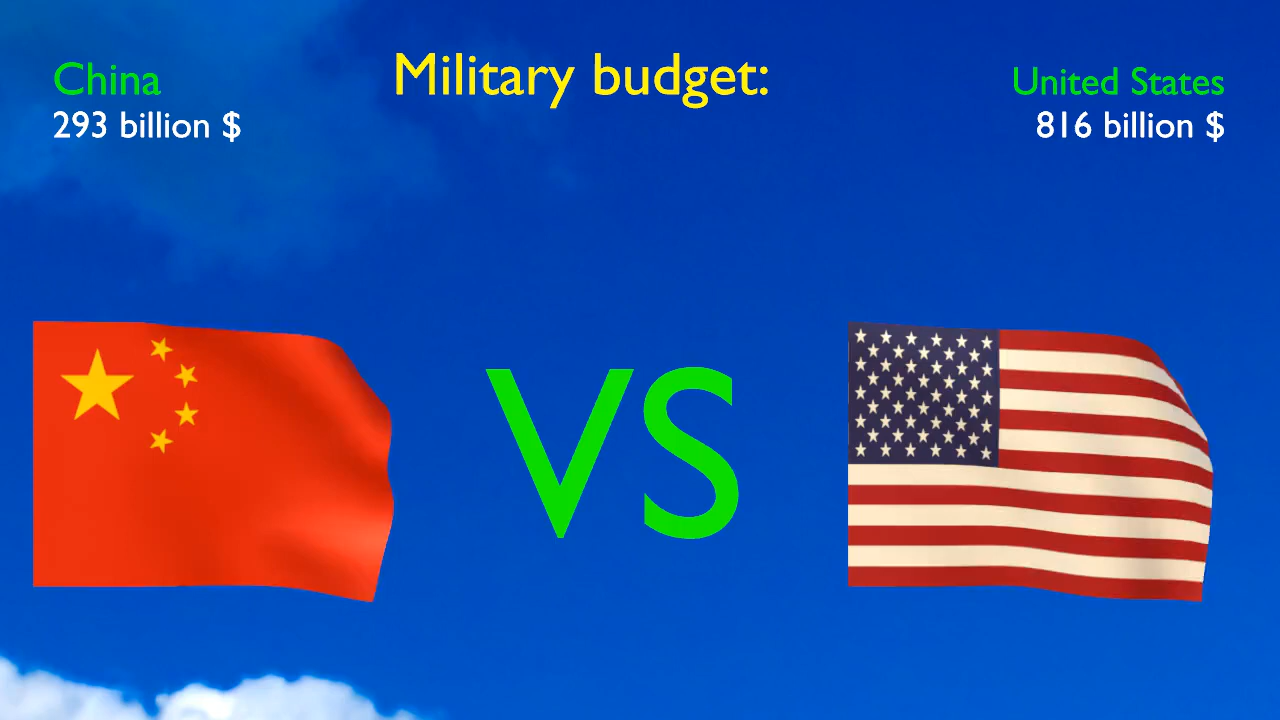 Military budget:
China
293 billion $
United States
816 billion $
VS